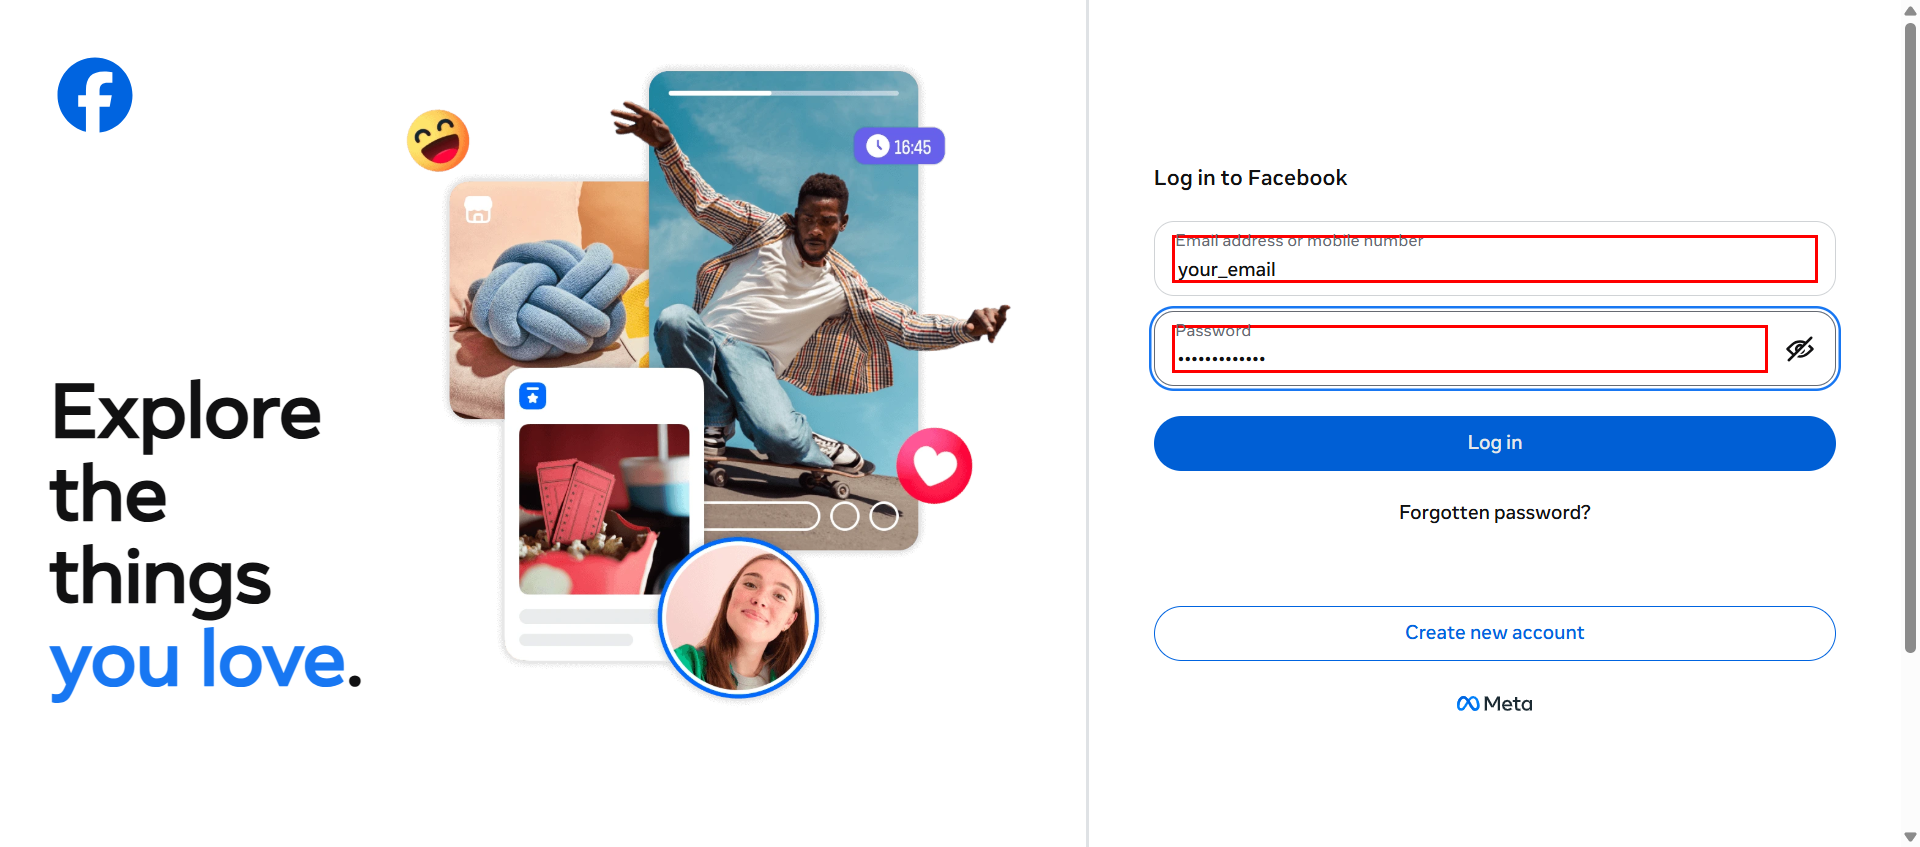 Explore
the
things
you love.
16:45
Log in to Facebook
Email address or mobile number
your_email
Password
•••••••••••••
Log in
Forgotten password?
Create new account
Meta